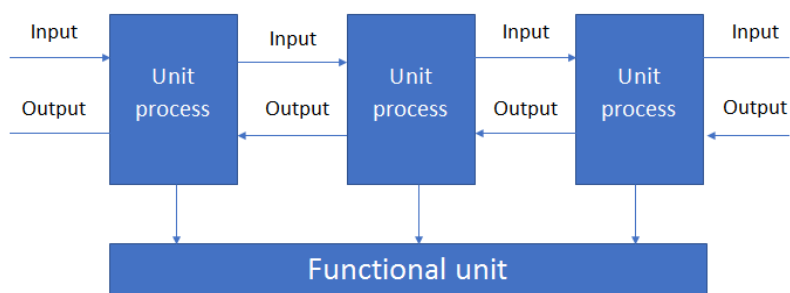 Input
Input
Input
Input
Unit
process
Unit
process
Unit
process
Output
Output
Output
Output
Functional unit